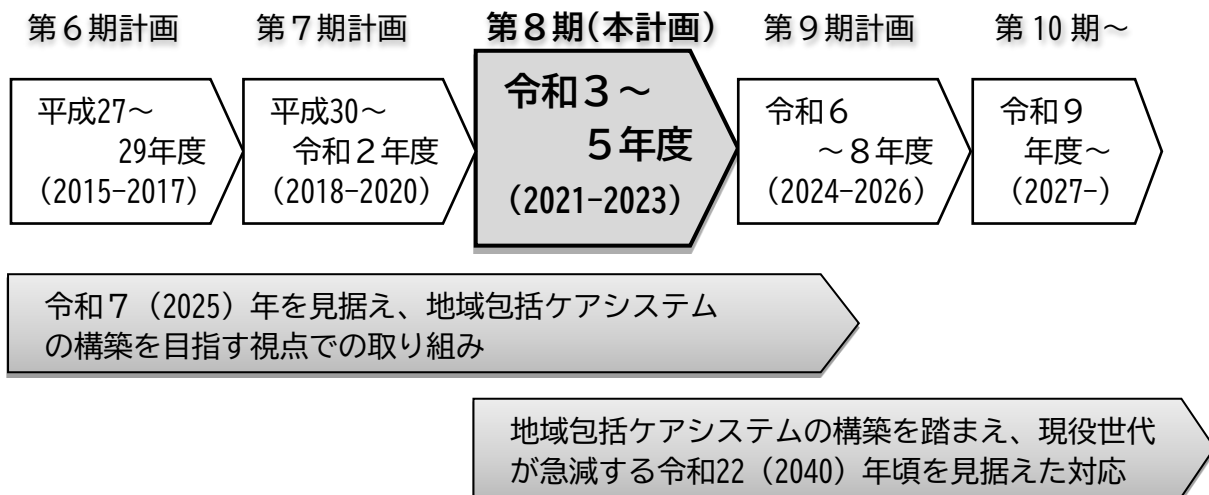 第６期計画
第７期計画
第８期(本計画)
第９期計画
第10期～
平成27～
29年度
(2015-2017)
平成30～
令和２年度
(2018-2020)
令和３～
５年度
(2021-2023)
令和６
～８年度
(2024-2026)
令和９
年度～
(2027-)
令和７（2025）年を見据え、地域包括ケアシステム
の構築を目指す視点での取り組み
地域包括ケアシステムの構築を踏まえ、現役世代
が急減する令和22（2040）年頃を見据えた対応